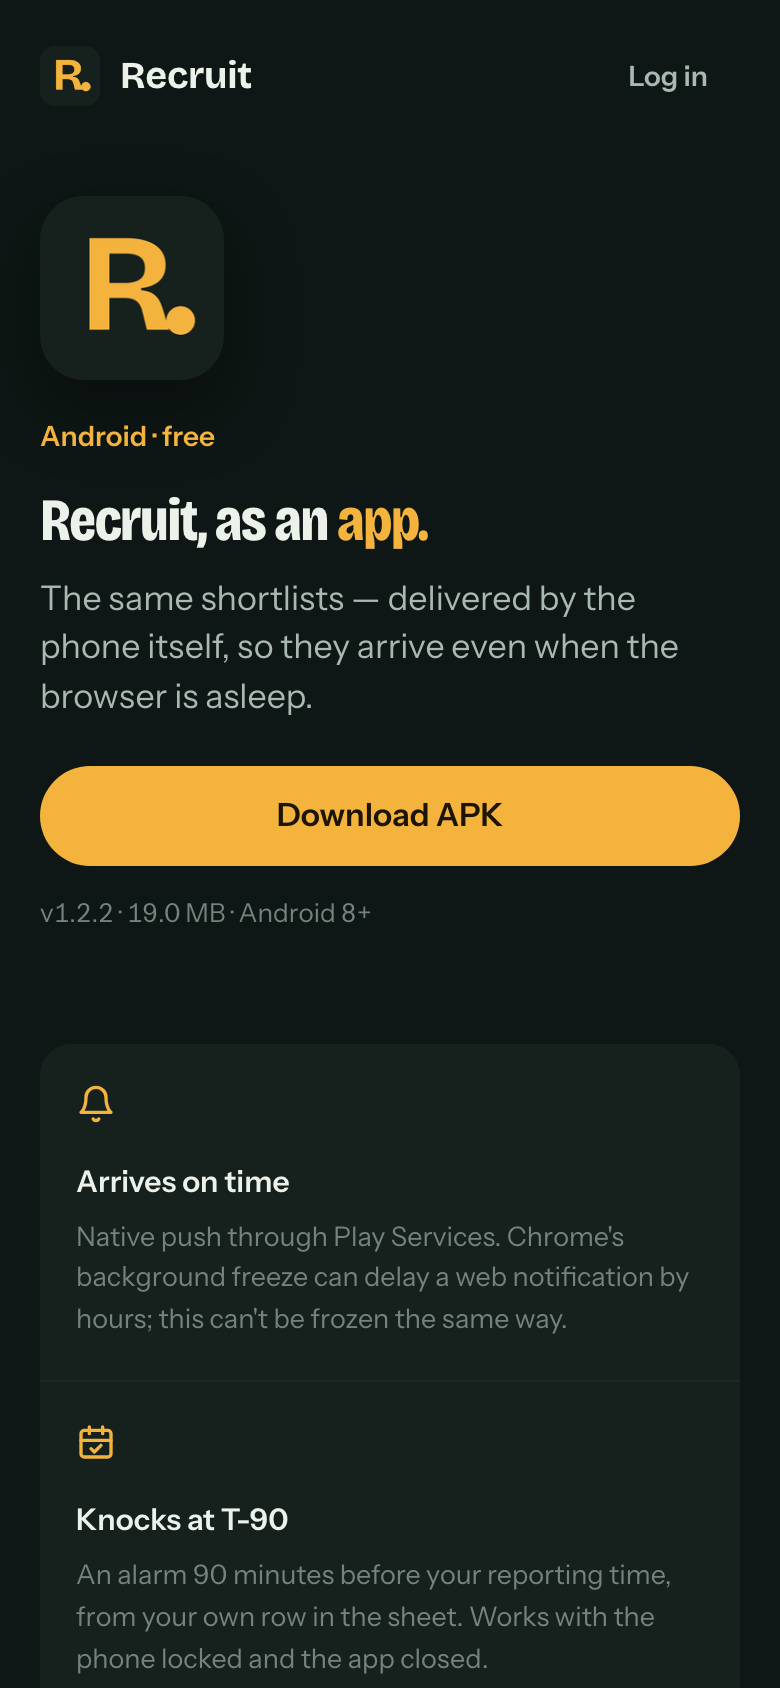 R.
Recruit
Log in
R.
Android · free
Recruit, as an app.
The same shortlists — delivered by the
phone itself, so they arrive even when the
browser is asleep.
Download APK
v1.2.2 · 19.0 MB · Android 8+
Arrives on time
Native push through Play Services. Chrome's
background freeze can delay a web notification by
hours; this can't be frozen the same way.
Knocks at T-90
An alarm 90 minutes before your reporting time,
from your own row in the sheet. Works with the
phone locked and the app closed.